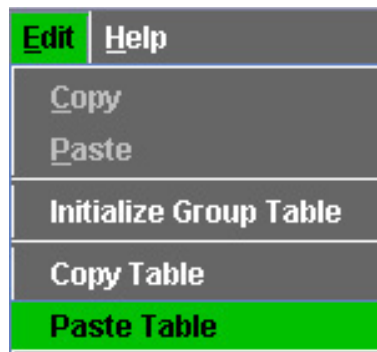 Edit Help
Copy
Paste
Initialize Group Table
Copy Table
Paste Table